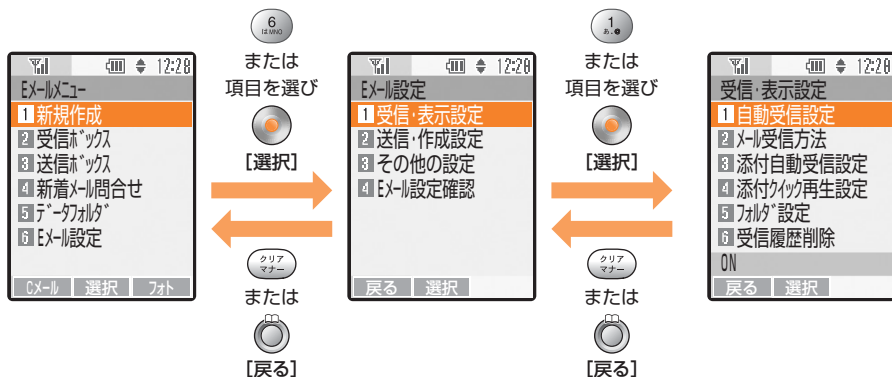 6 はMNO
または
項目を選び
[選択]
クリア
マナー
または
[戻る]
1 あ.
または
項目を選び
[選択]
クリア
マナー
または
[戻る]
12:28
Eメールメニュー
1 新規作成
2 受信ボックス
3 送信ボックス
4 新着メール問合せ
5 データフォルダ
6 Eメール設定
Cメール 選択 フォト
12:28
Eメール設定
1 受信・表示設定
2 送信・作成設定
3 その他の設定
4 Eメール設定確認
戻る 選択
12:28
受信・表示設定
1 自動受信設定
2 メール受信方法
3 添付自動受信設定
4 添付クイック再生設定
5 フォルダ設定
6 受信履歴削除
ON
戻る 選択